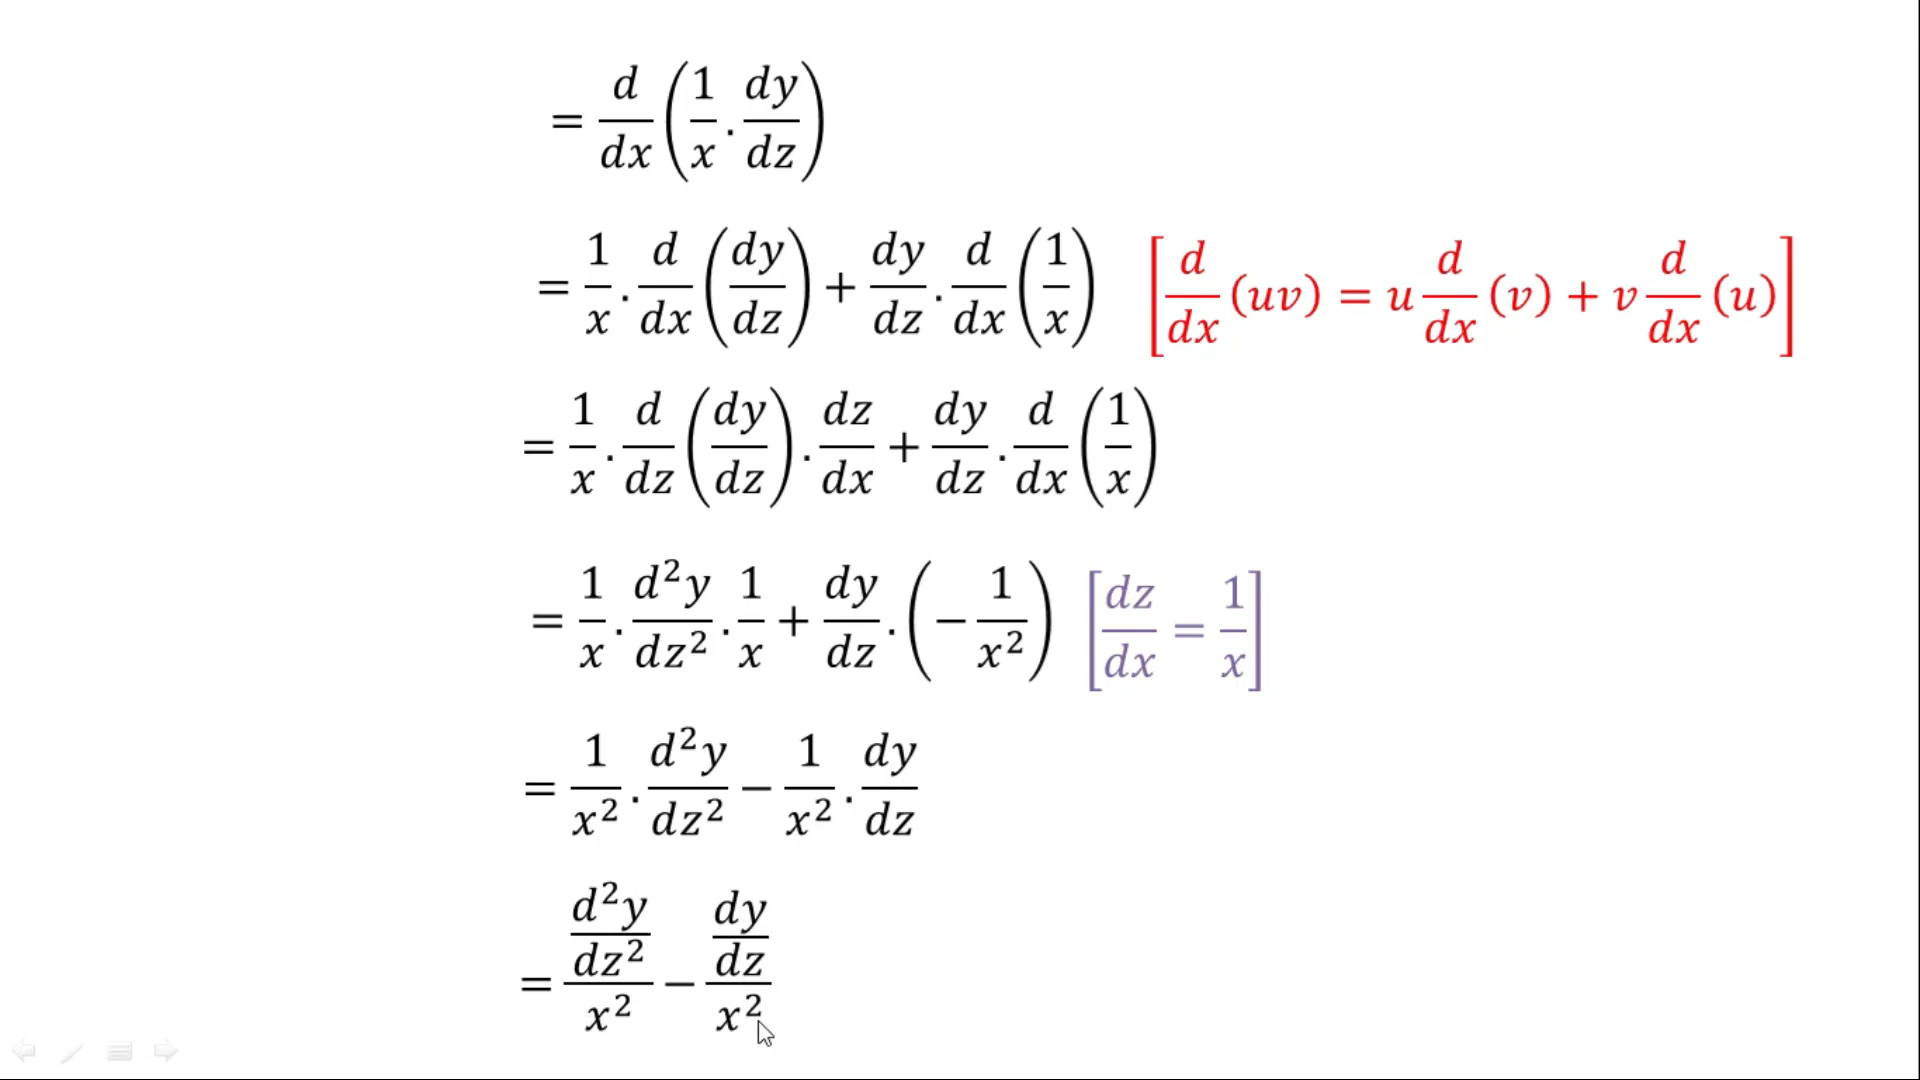 = d/dx (1/x . dy/dz)
= 1/x . d/dx (dy/dz) + dy/dz . d/dx (1/x) [d/dx (uv) = u d/dx (v) + v d/dx (u)]
= 1/x . d/dz (dy/dz) . dz/dx + dy/dz . d/dx (1/x)
= 1/x . d²y/dz² . 1/x + dy/dz . (− 1/x²) [dz/dx = 1/x]
= 1/x² . d²y/dz² − 1/x² . dy/dz
= (d²y/dz²)/x² − (dy/dz)/x²